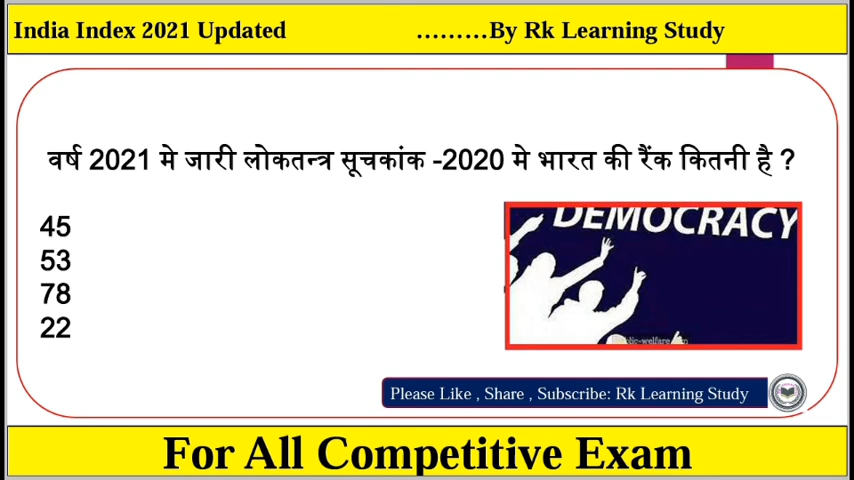 India Index 2021 Updated .........By Rk Learning Study
वर्ष 2021 मे जारी लोकतन्त्र सूचकांक -2020 मे भारत की रैंक कितनी है ?
45
53
78
22
DEMOCRACY
Please Like , Share , Subscribe: Rk Learning Study
For All Competitive Exam